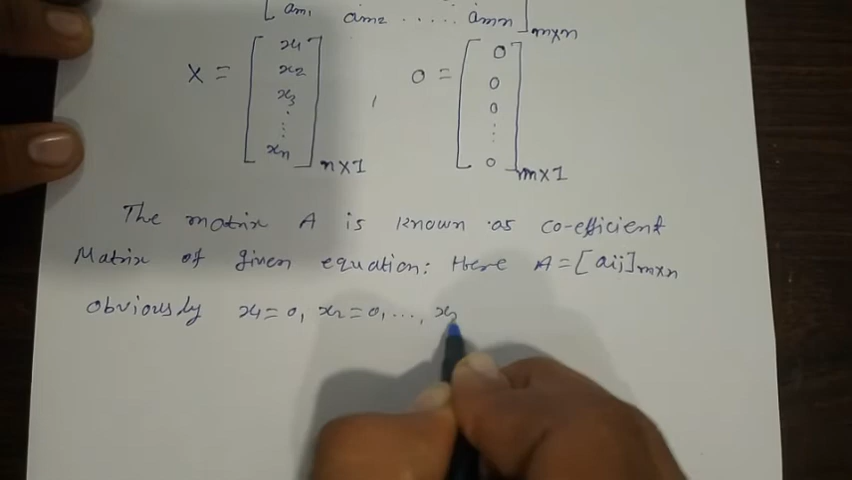 am1 am2 ..... amn m×n
X = [ x1 x2 x3 ⋮ xn ] n×1 , 0 = [ 0 0 0 ⋮ 0 ] m×1
The matrix A is known as co-efficient
Matrix of given equation: Here A = [aij]m×n
obviously x1 = 0, x2 = 0, ..., x